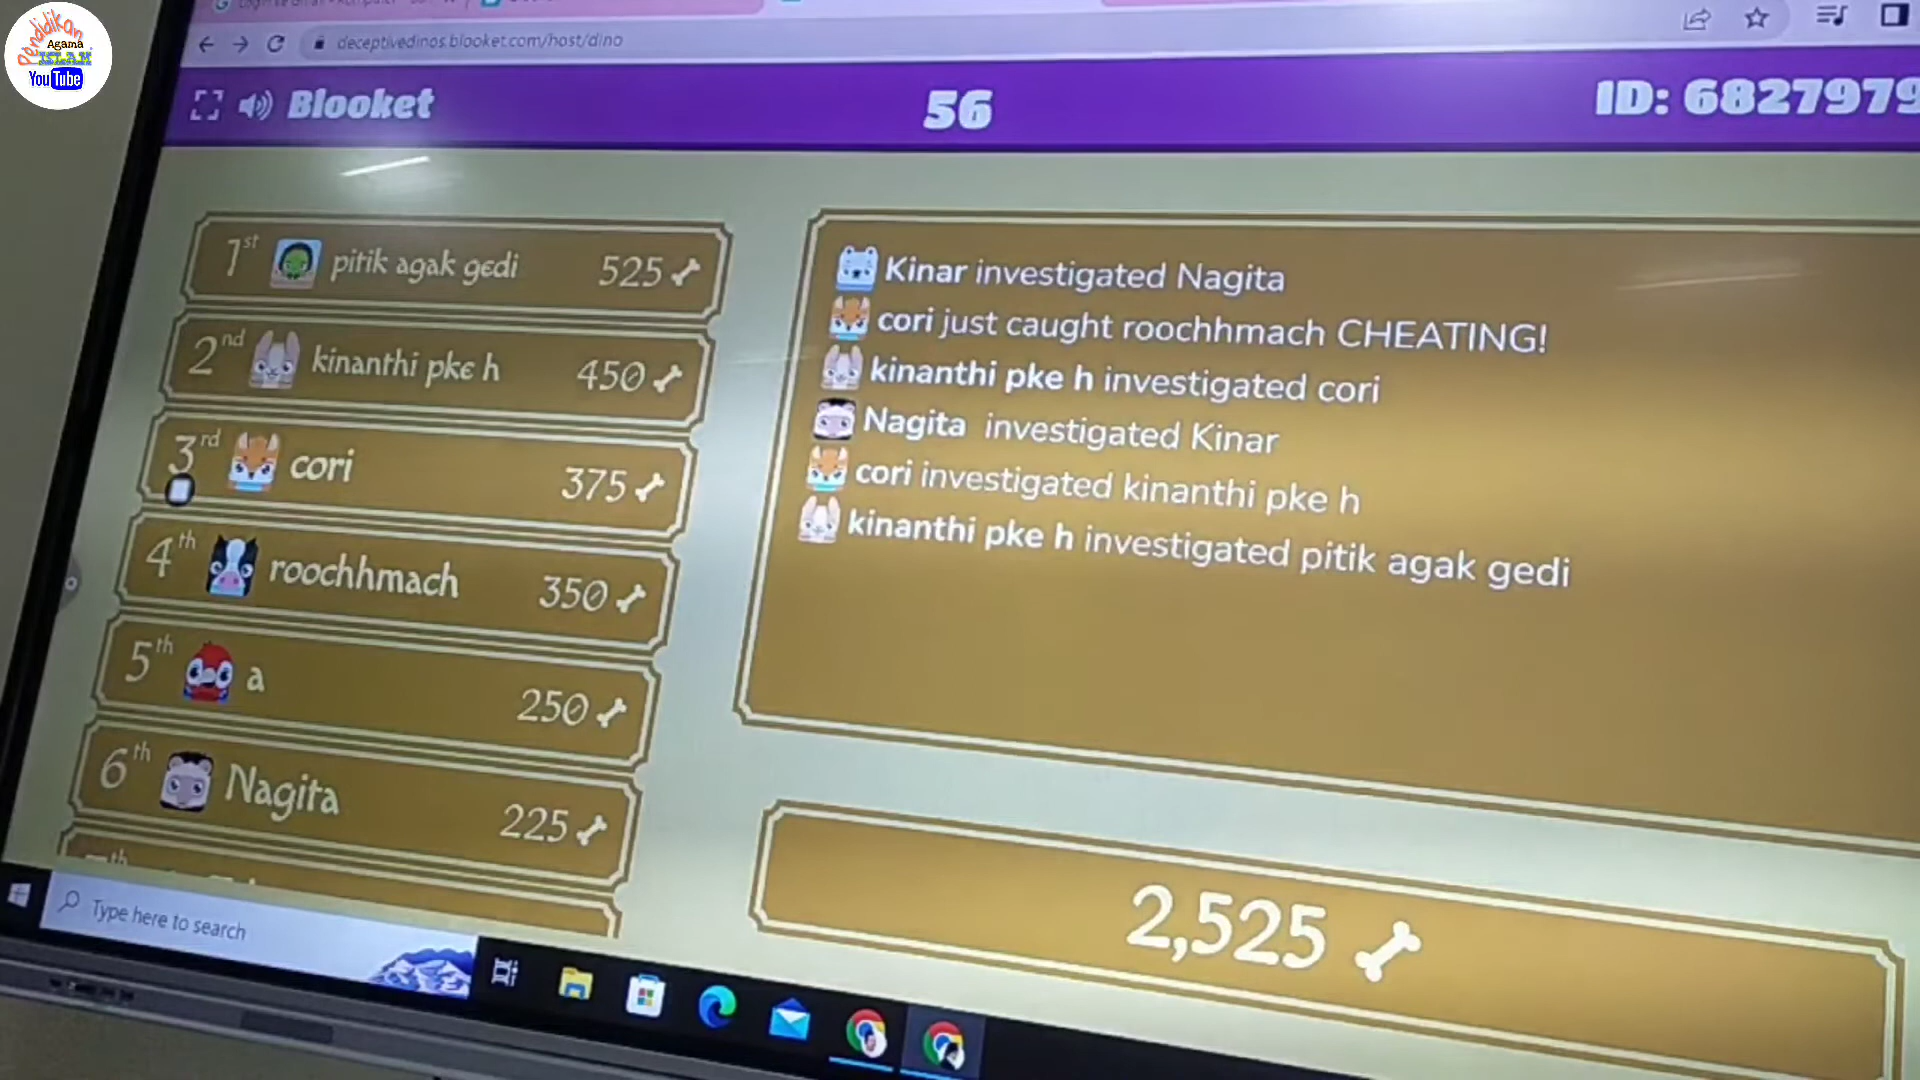 Pendidikan
Agama
ISLAM
YouTube
deceptivedinos.blooket.com/host/dino
Blooket
56
ID: 6827979
1st pitik agak gedi 525
2nd kinanthi pke h 450
3rd cori 375
4th roochhmach 350
5th a 250
6th Nagita 225
Kinar investigated Nagita
cori just caught roochhmach CHEATING!
kinanthi pke h investigated cori
Nagita investigated Kinar
cori investigated kinanthi pke h
kinanthi pke h investigated pitik agak gedi
2,525
Type here to search